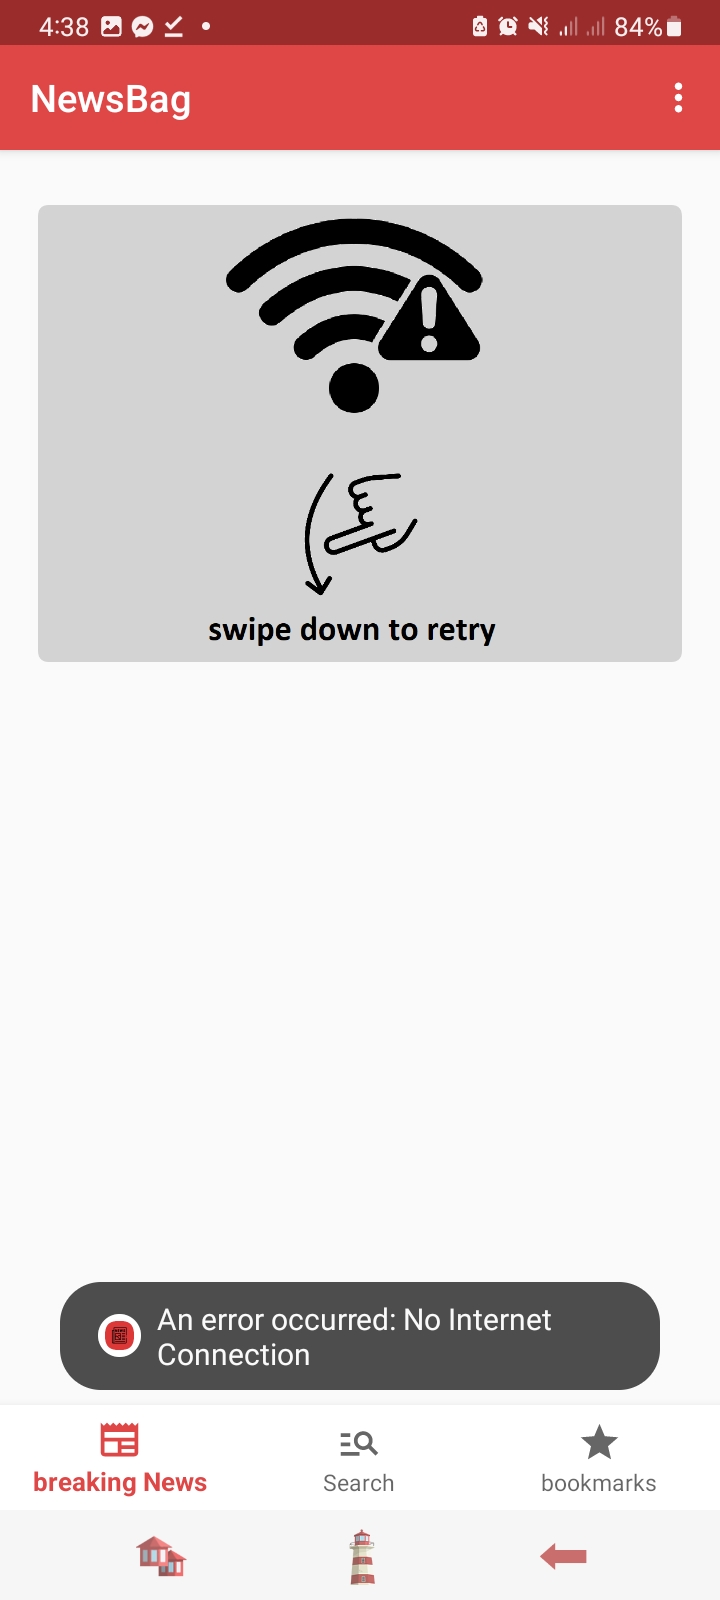 4:38
84%
NewsBag
swipe down to retry
An error occurred: No Internet
Connection
breaking News
Search
bookmarks